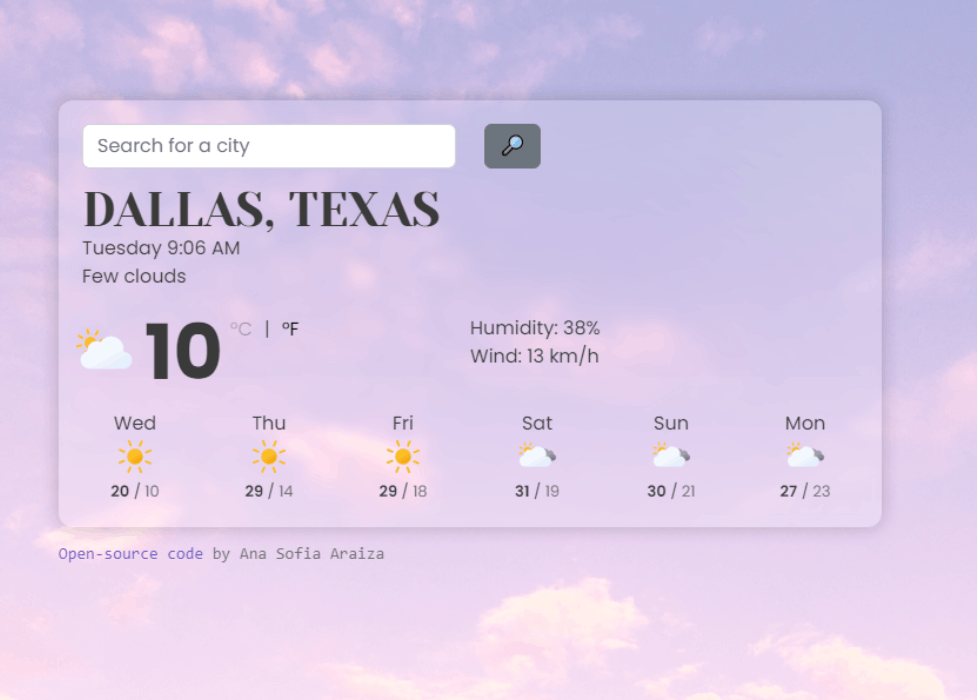 Search for a city
DALLAS, TEXAS
Tuesday 9:06 AM
Few clouds
10 °C | °F
Humidity: 38%
Wind: 13 km/h
Wed Thu Fri Sat Sun Mon
20 / 10 29 / 14 29 / 18 31 / 19 30 / 21 27 / 23
Open-source code by Ana Sofia Araiza